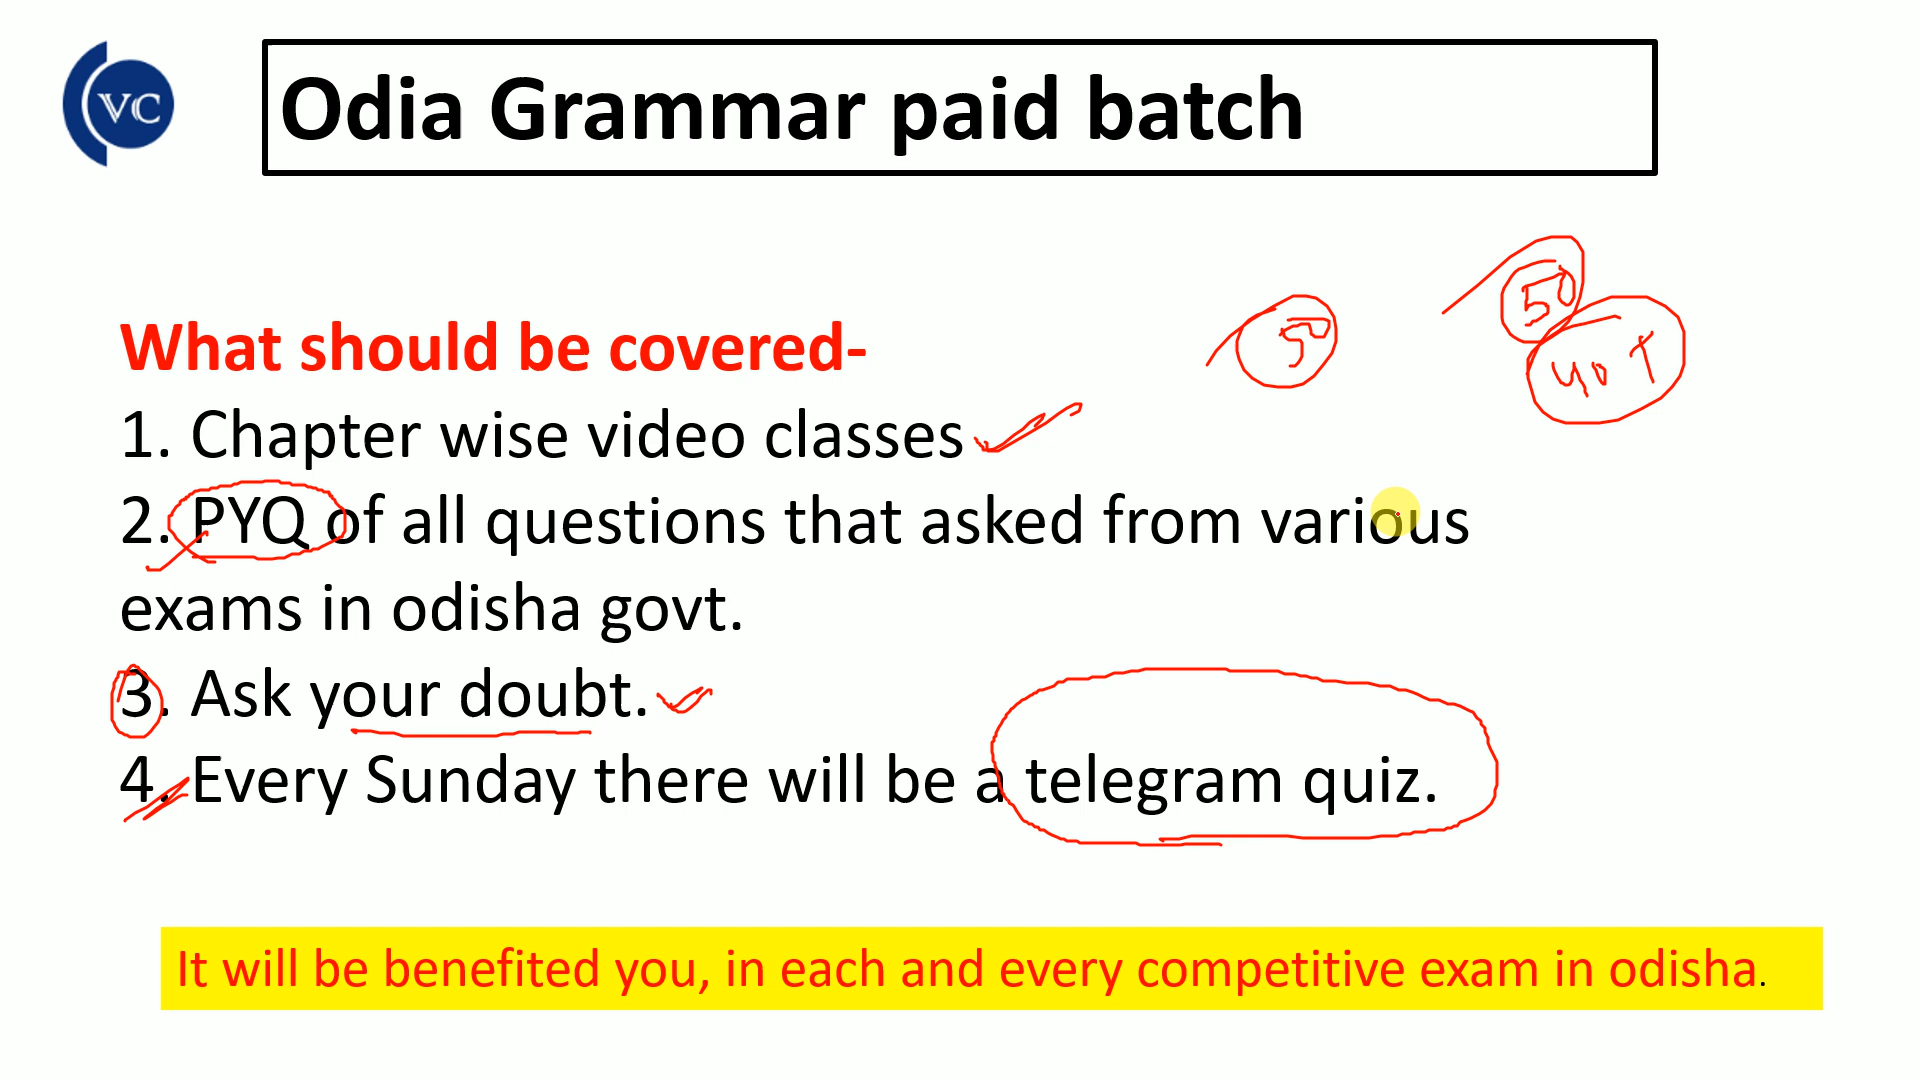 VC
Odia Grammar paid batch
50
What should be covered-
40
1. Chapter wise video classes
2. PYQ of all questions that asked from various
exams in odisha govt.
3. Ask your doubt.
4. Every Sunday there will be a telegram quiz.
It will be benefited you, in each and every competitive exam in odisha.